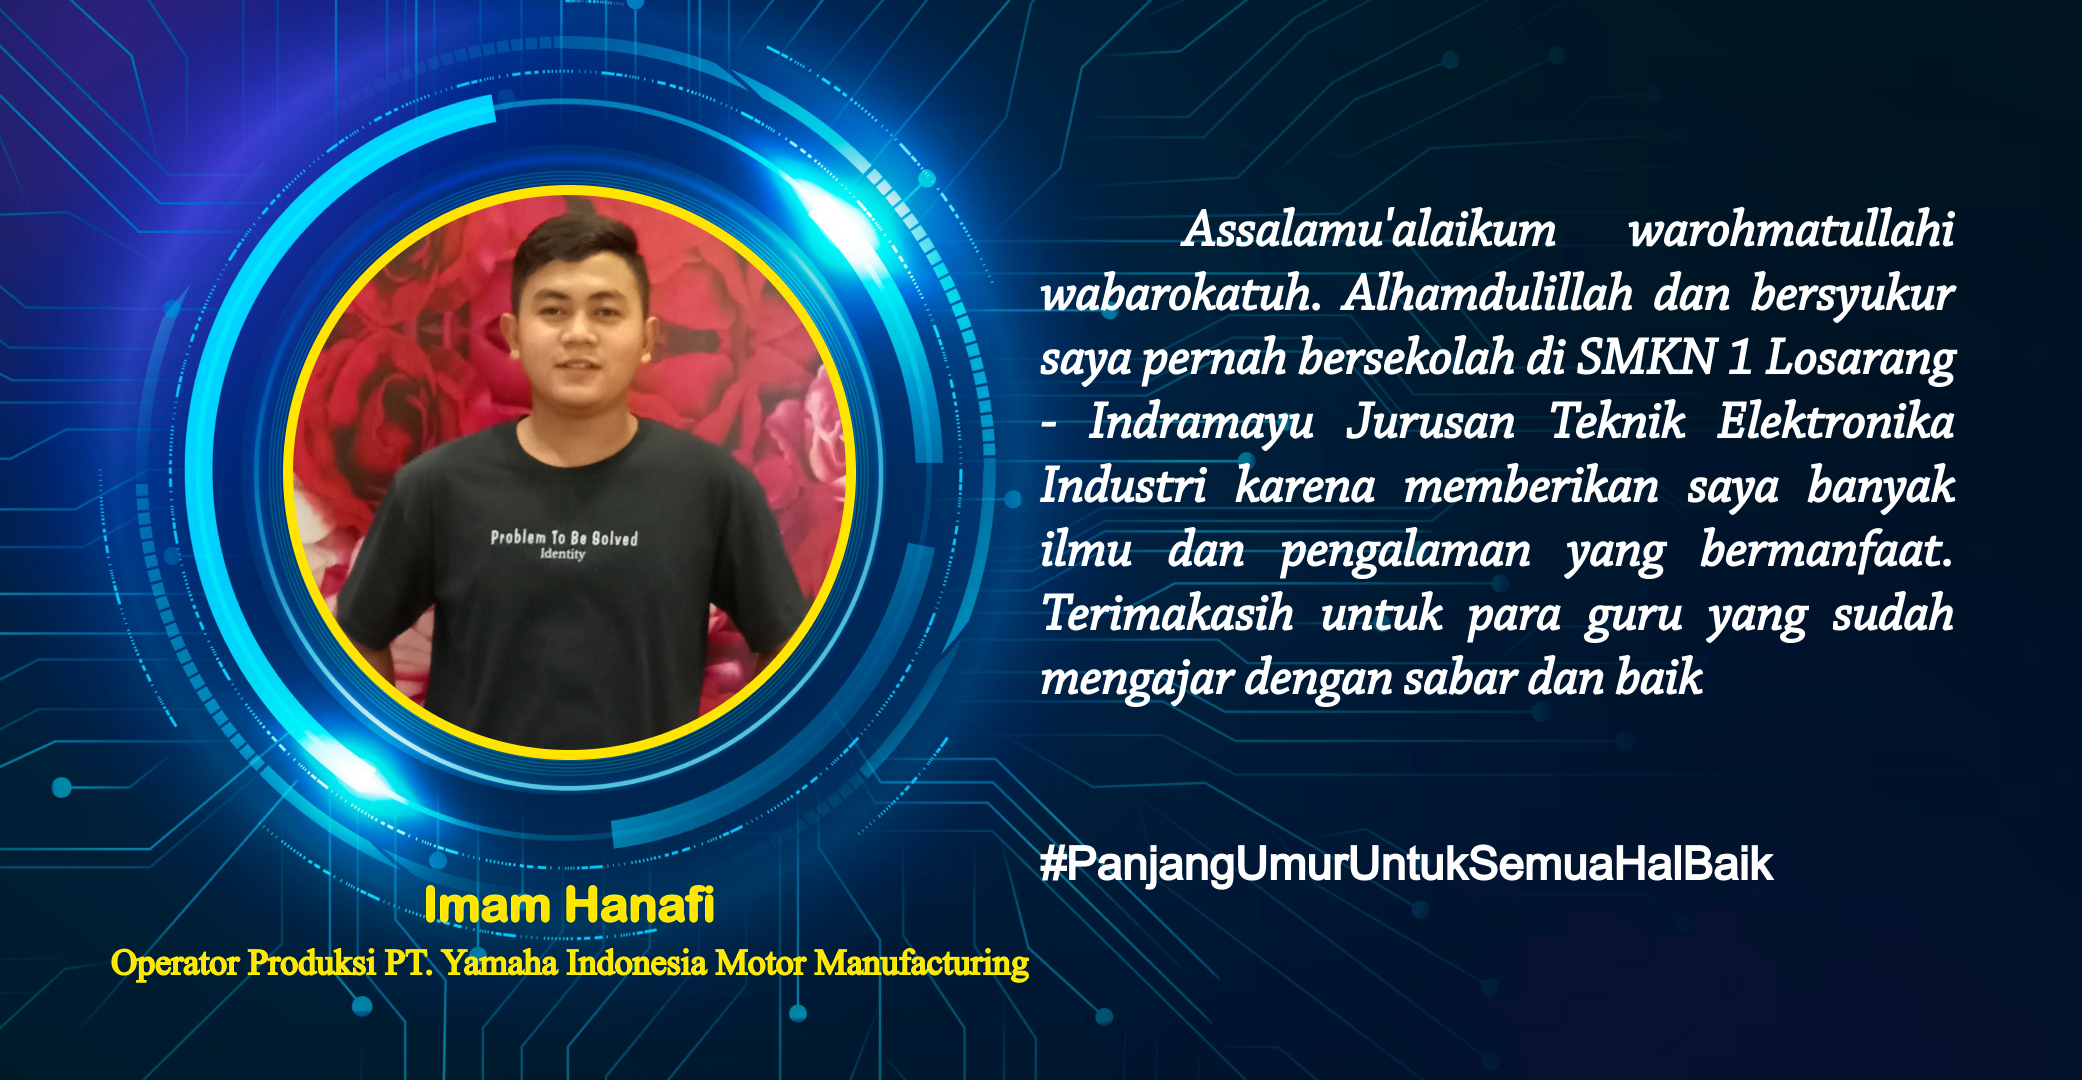 Assalamu'alaikum warohmatullahi
wabarokatuh. Alhamdulillah dan bersyukur
saya pernah bersekolah di SMKN 1 Losarang
- Indramayu Jurusan Teknik Elektronika
Industri karena memberikan saya banyak
ilmu dan pengalaman yang bermanfaat.
Terimakasih untuk para guru yang sudah
mengajar dengan sabar dan baik
#PanjangUmurUntukSemuaHalBaik
Problem To Be Solved
Identity
Imam Hanafi
Operator Produksi PT. Yamaha Indonesia Motor Manufacturing